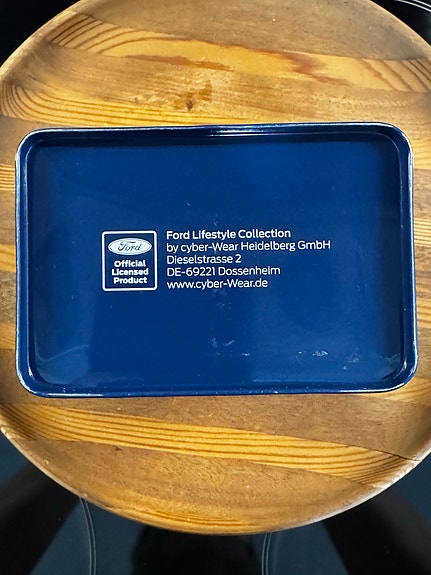 Ford
Official
Licensed
Product
Ford Lifestyle Collection
by cyber-Wear Heidelberg GmbH
Dieselstrasse 2
DE-69221 Dossenheim
www.cyber-Wear.de